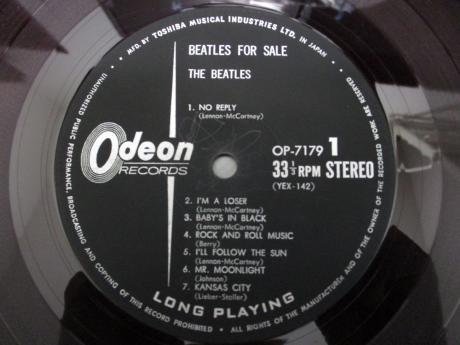 • MFD. BY TOSHIBA MUSICAL INDUSTRIES LTD. IN JAPAN •
BEATLES FOR SALE
THE BEATLES
1. NO REPLY
(Lennon-McCartney)
Odeon
RECORDS
OP-7179 1
33⅓ RPM STEREO
(YEX-142)
2. I'M A LOSER
(Lennon-McCartney)
3. BABY'S IN BLACK
(Lennon-McCartney)
4. ROCK AND ROLL MUSIC
(Berry)
5. I'LL FOLLOW THE SUN
(Lennon-McCartney)
6. MR. MOONLIGHT
(Johnson)
7. KANSAS CITY
(Lieber-Stoller)
LONG PLAYING
UNAUTHORIZED PUBLIC PERFORMANCE, BROADCASTING AND COPYING OF THIS RECORD PROHIBITED • ALL RIGHTS OF THE MANUFACTURER AND OF THE OWNER OF THE RECORDED WORK ARE RESERVED